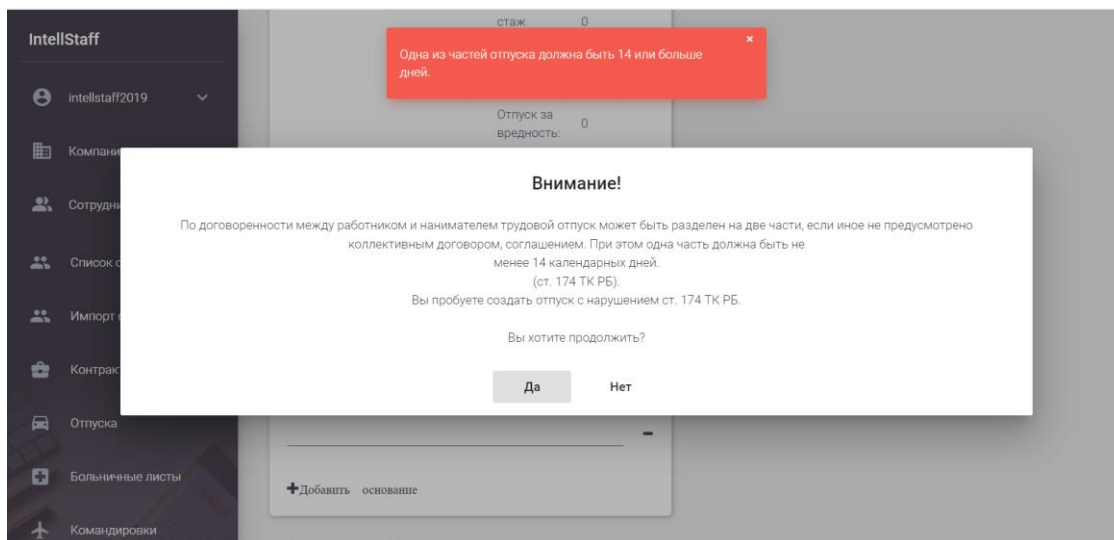 IntellStaff
intellstaff2019
Компани
Сотрудни
Список с
Импорт
Контрак
Отпуска
Больничные листы
Командировки
стаж 0
Одна из частей отпуска должна быть 14 или больше
дней.
×
Отпуск за
вредность: 0
Внимание!
По договоренности между работником и нанимателем трудовой отпуск может быть разделен на две части, если иное не предусмотрено
коллективным договором, соглашением. При этом одна часть должна быть не
менее 14 календарных дней.
(ст. 174 ТК РБ).
Вы пробуете создать отпуск с нарушением ст. 174 ТК РБ.
Вы хотите продолжить?
Да Нет
Добавить основание